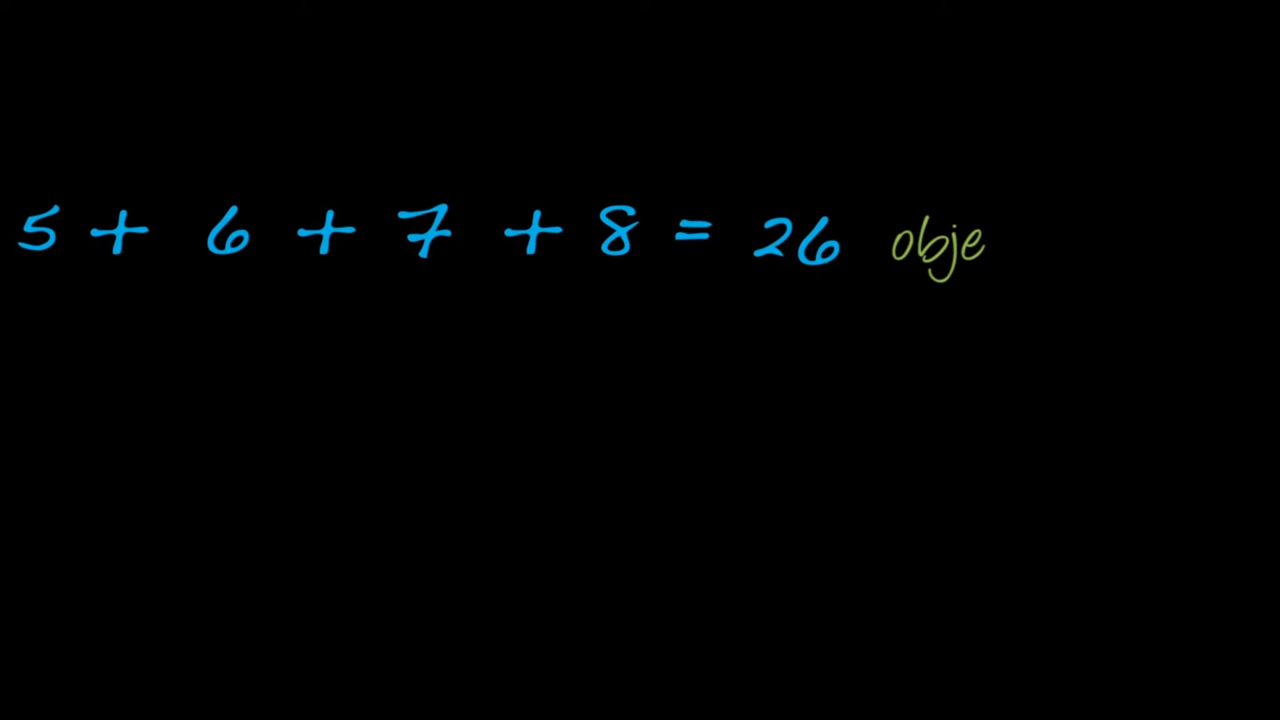 5 + 6 + 7 + 8 = 26 obje